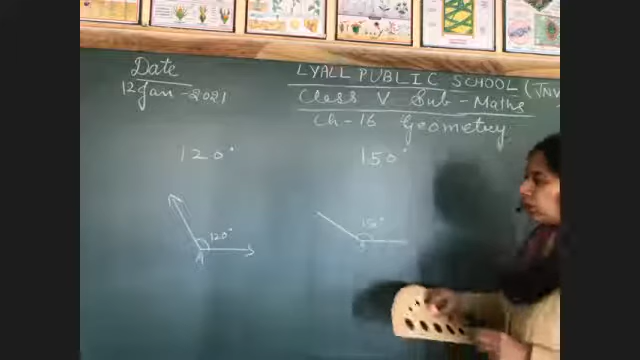 Date
12 Jan - 2021
LYALL PUBLIC SCHOOL
Class V Sub - Maths
Ch - 16 Geometry
120°
150°
120°
A
150°